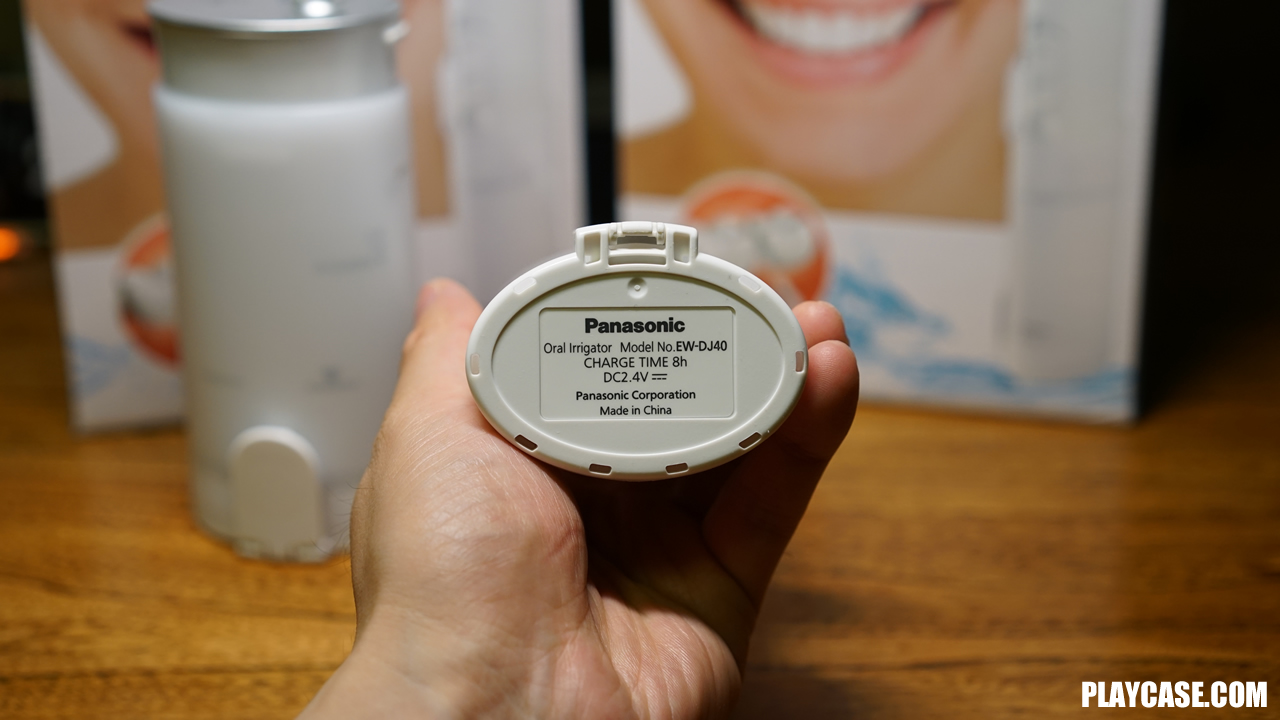 Panasonic
Oral Irrigator Model No.EW-DJ40
CHARGE TIME 8h
DC2.4V ⎓
Panasonic Corporation
Made in China
PLAYCASE.COM